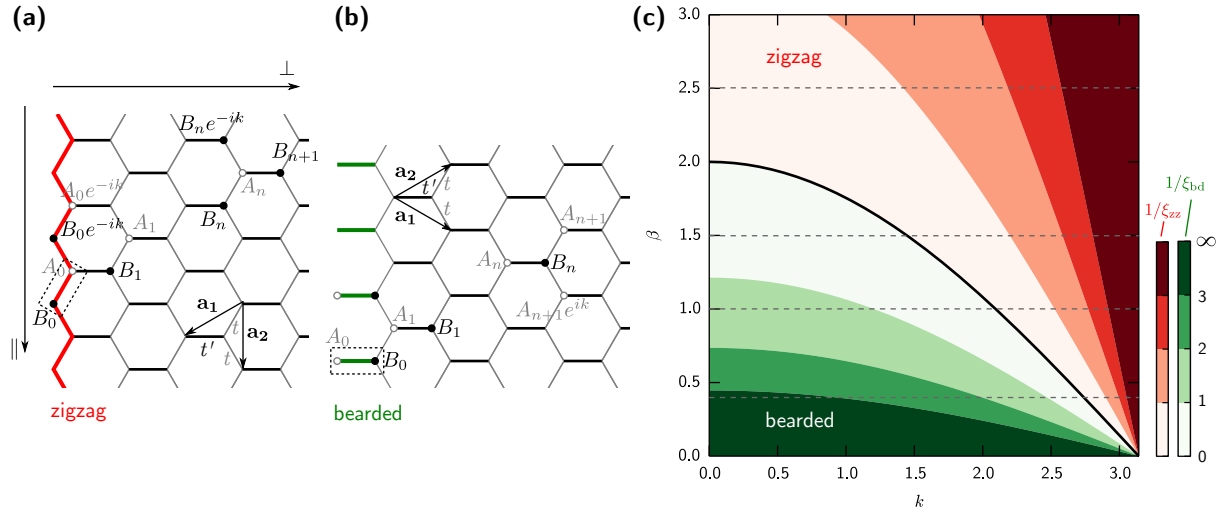 (a)
⊥
∥
B_n e^{-ik}
B_{n+1}
A_n
A_0 e^{-ik}
B_n
B_0 e^{-ik}
A_1
A_0
B_1
B_0
a_1
a_2
t
t'
t
zigzag
(b)
a_2
t'
t
t
a_1
A_{n+1}
A_n
B_n
A_{n+1} e^{ik}
A_1
B_1
A_0
B_0
bearded
(c)
3.0
2.5
2.0
1.5
1.0
0.5
0.0
β
zigzag
bearded
0.0 0.5 1.0 1.5 2.0 2.5 3.0
k
1/ξ_bd
1/ξ_zz
∞
3
2
1
0